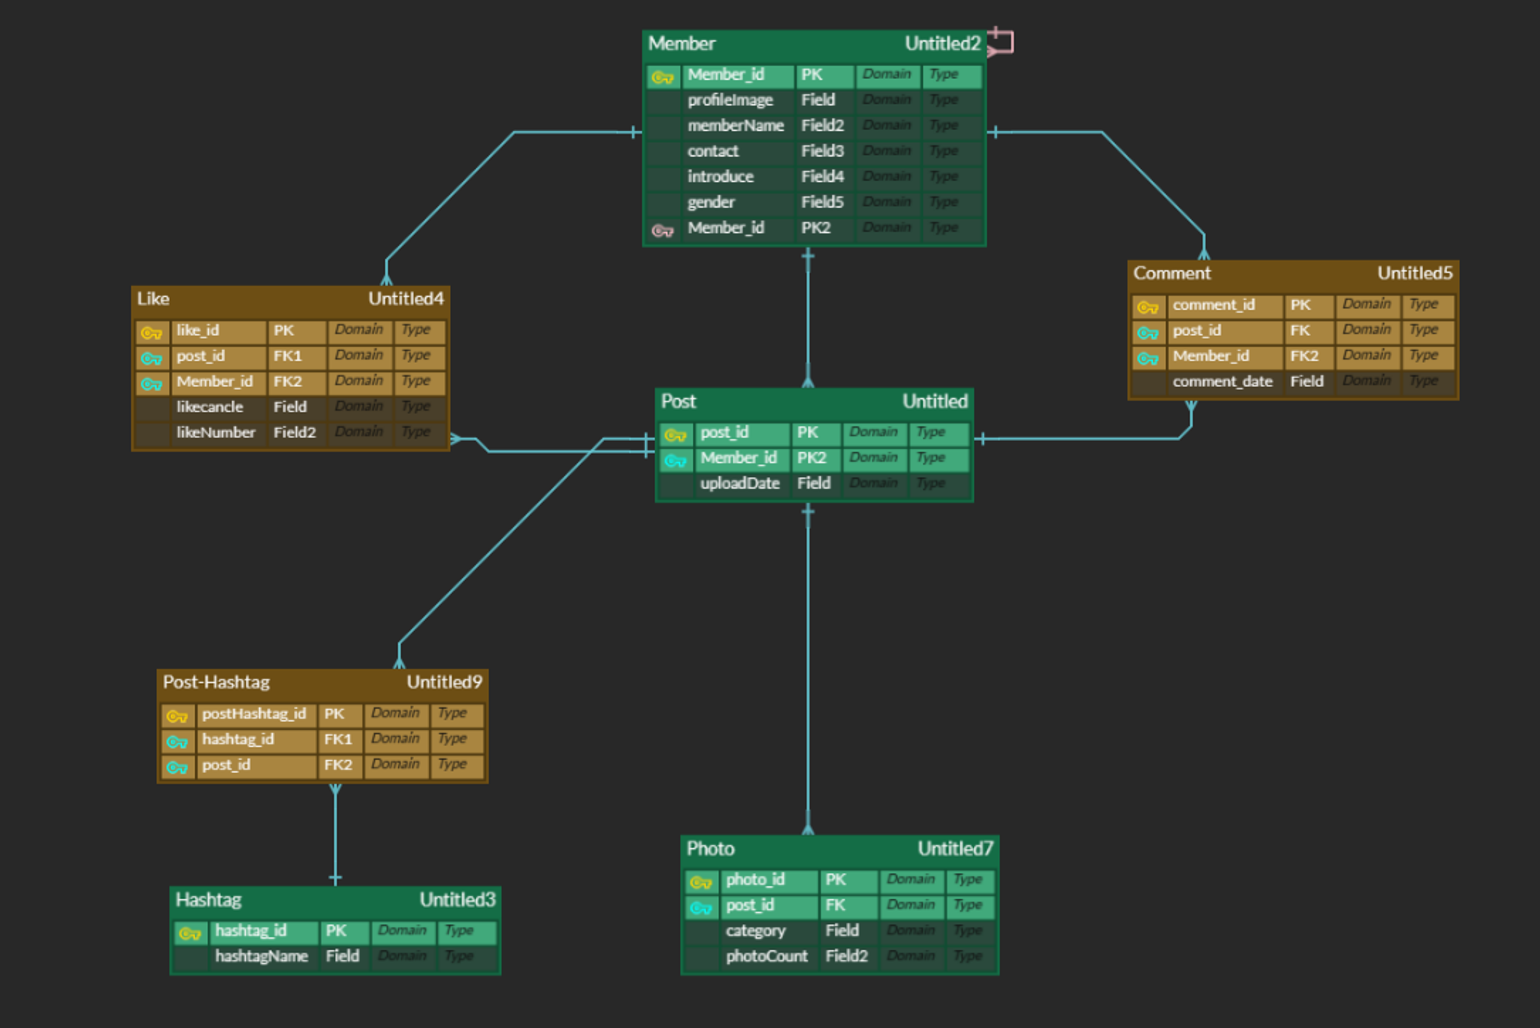 Member Untitled2
Member_id PK Domain Type
profileImage Field Domain Type
memberName Field2 Domain Type
contact Field3 Domain Type
introduce Field4 Domain Type
gender Field5 Domain Type
Member_id PK2 Domain Type
Like Untitled4
like_id PK Domain Type
post_id FK1 Domain Type
Member_id FK2 Domain Type
likecancle Field Domain Type
likeNumber Field2 Domain Type
Comment Untitled5
comment_id PK Domain Type
post_id FK Domain Type
Member_id FK2 Domain Type
comment_date Field Domain Type
Post Untitled
post_id PK Domain Type
Member_id PK2 Domain Type
uploadDate Field Domain Type
Post-Hashtag Untitled9
postHashtag_id PK Domain Type
hashtag_id FK1 Domain Type
post_id FK2 Domain Type
Hashtag Untitled3
hashtag_id PK Domain Type
hashtagName Field Domain Type
Photo Untitled7
photo_id PK Domain Type
post_id FK Domain Type
category Field Domain Type
photoCount Field2 Domain Type